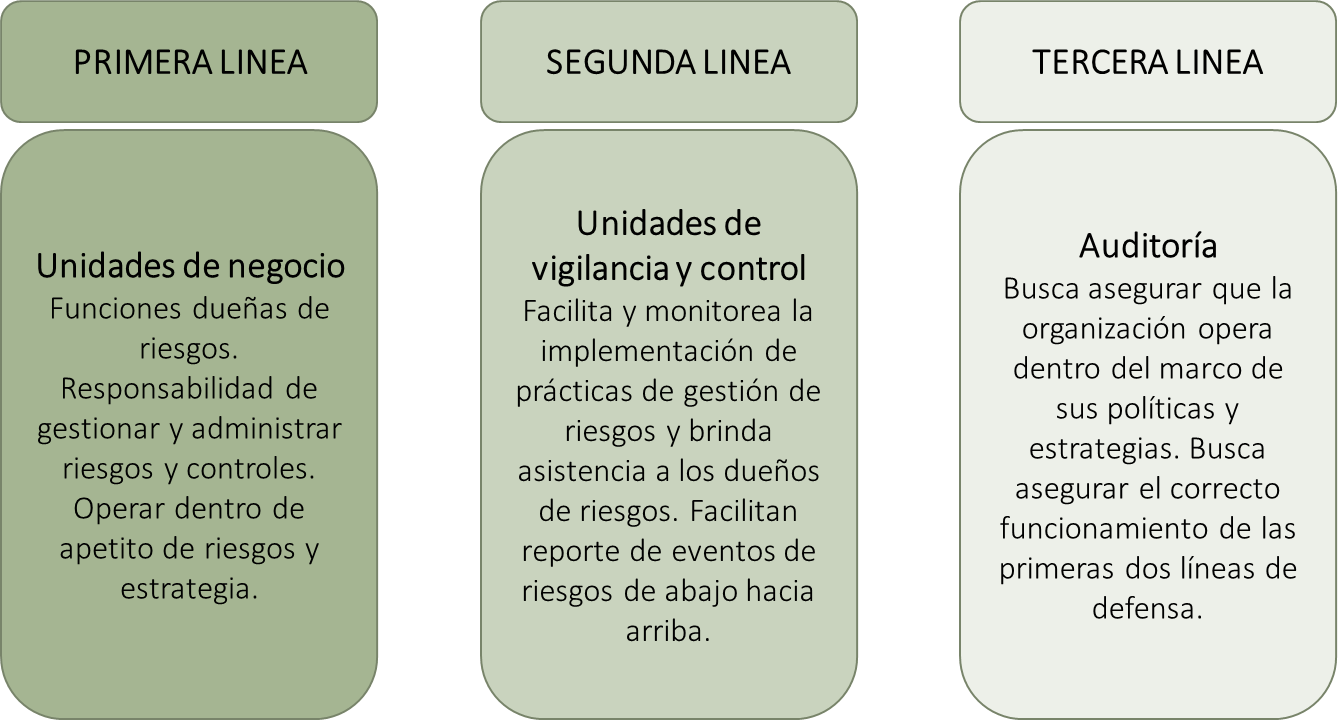 PRIMERA LINEA
Unidades de negocio
Funciones dueñas de
riesgos.
Responsabilidad de
gestionar y administrar
riesgos y controles.
Operar dentro de
apetito de riesgos y
estrategia.
SEGUNDA LINEA
Unidades de
vigilancia y control
Facilita y monitorea la
implementación de
prácticas de gestión de
riesgos y brinda
asistencia a los dueños
de riesgos. Facilitan
reporte de eventos de
riesgos de abajo hacia
arriba.
TERCERA LINEA
Auditoría
Busca asegurar que la
organización opera
dentro del marco de
sus políticas y
estrategias. Busca
asegurar el correcto
funcionamiento de las
primeras dos líneas de
defensa.